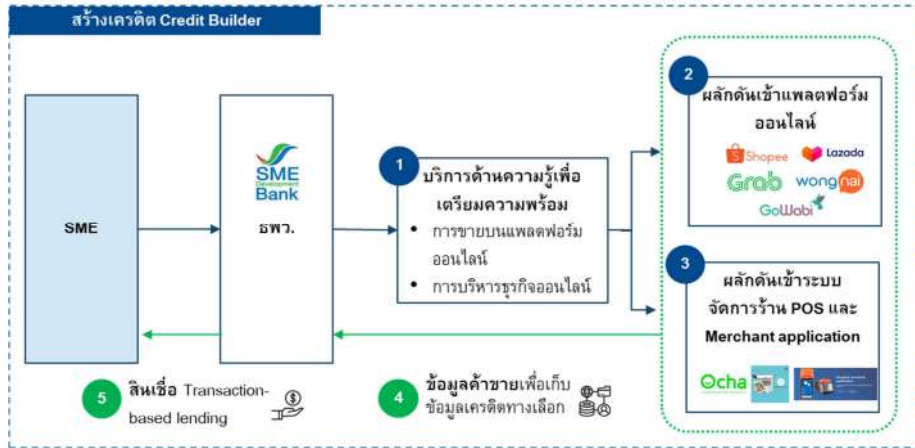 สร้างเครดิต Credit Builder
SME
SME
Development
Bank
ธพว.
1
บริการด้านความรู้เพื่อ
เตรียมความพร้อม
• การขายบนแพลตฟอร์ม
ออนไลน์
• การบริหารธุรกิจออนไลน์
2
ผลักดันเข้าแพลตฟอร์ม
ออนไลน์
Shopee
Lazada
Grab
wongnai
GoWabi
3
ผลักดันเข้าระบบ
จัดการร้าน POS และ
Merchant application
Ocha
4
ข้อมูลค้าขายเพื่อเก็บ
ข้อมูลเครดิตทางเลือก
5
สินเชื่อ Transaction-
based lending